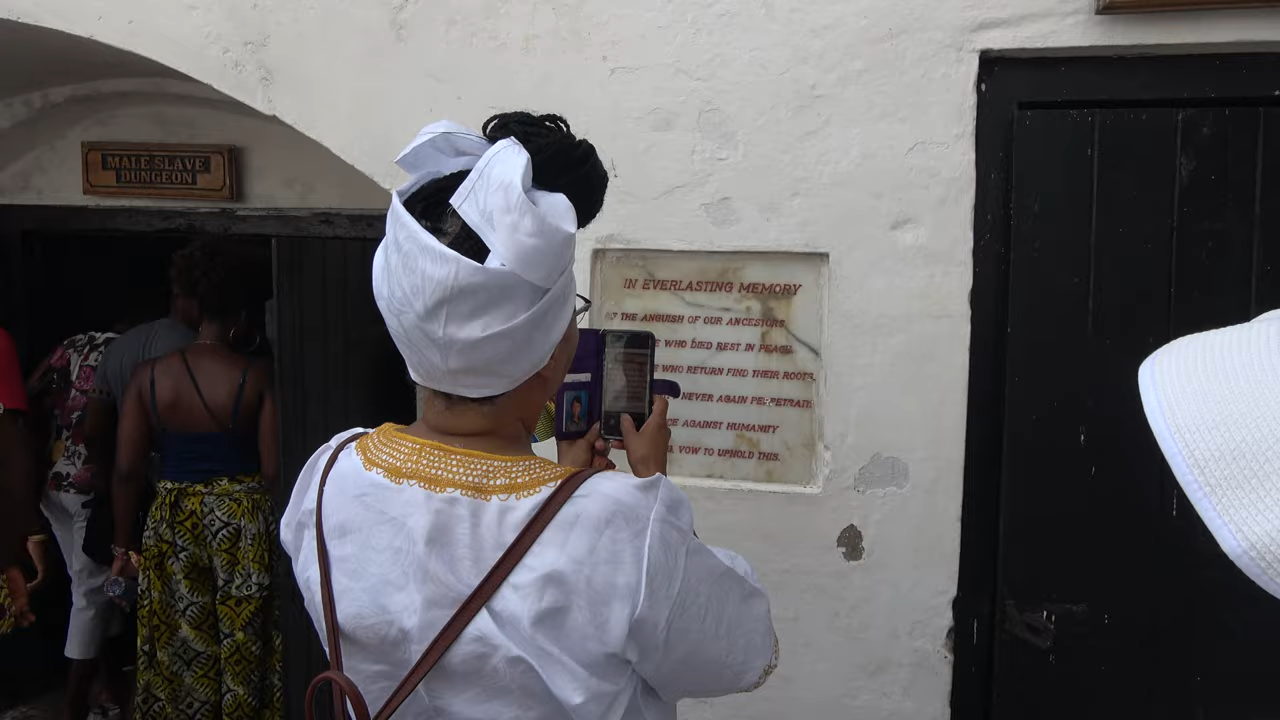 MALE SLAVE
DUNGEON
IN EVERLASTING MEMORY
THE ANGUISH OF OUR ANCESTORS
WHO DIED REST IN PEACE
WHO RETURN FIND THEIR ROOTS
NEVER AGAIN PERPETRATE
AGAINST HUMANITY
VOW TO UPHOLD THIS.